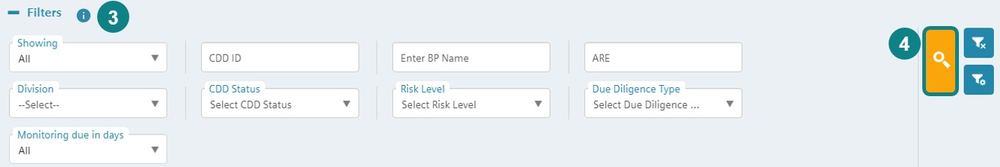 Filters i 3
Showing
All
CDD ID
Enter BP Name
ARE
4
Division
--Select--
CDD Status
Select CDD Status
Risk Level
Select Risk Level
Due Diligence Type
Select Due Diligence ...
Monitoring due in days
All